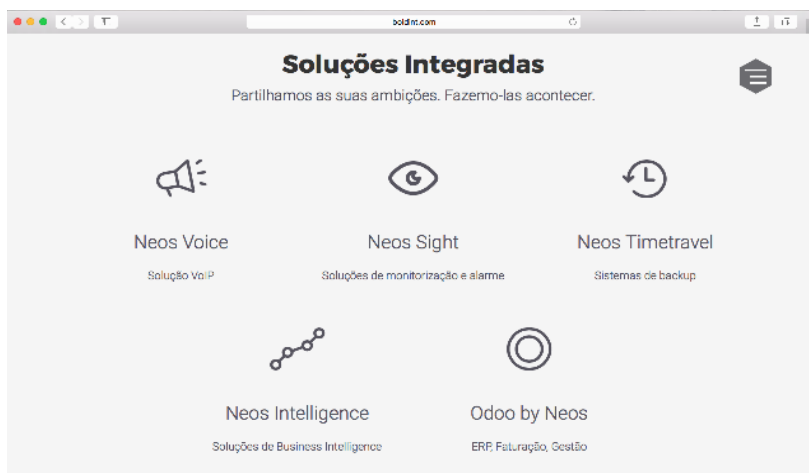 boldint.com
Soluções Integradas
Partilhamos as suas ambições. Fazemo-las acontecer.
Neos Voice
Neos Sight
Neos Timetravel
Solução VoIP
Soluções de monitorização e alarme
Sistemas de backup
Neos Intelligence
Odoo by Neos
Soluções de Business Intelligence
ERP, Faturação, Gestão